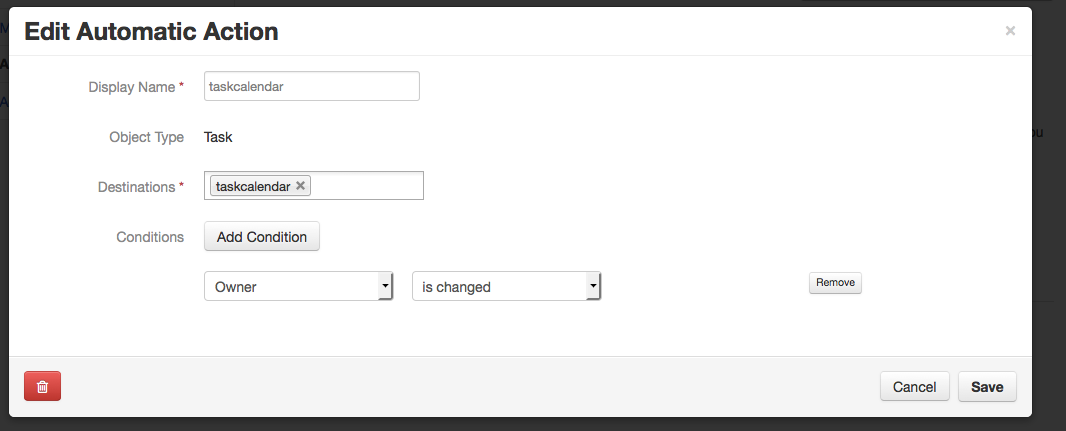 Edit Automatic Action ×
Display Name * taskcalendar
Object Type Task
Destinations * taskcalendar ×
Conditions Add Condition
Owner is changed Remove
Cancel Save